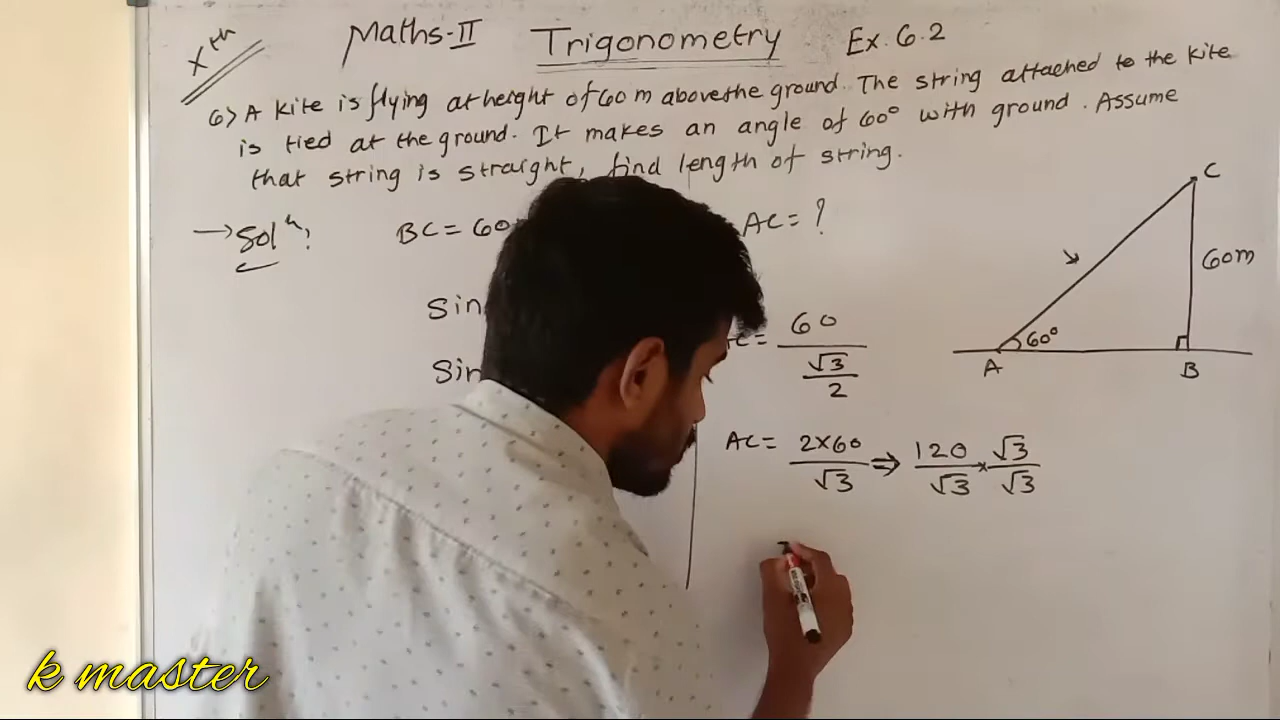 Xth
Maths-II Trigonometry Ex. 6.2
6) A kite is flying at height of 60 m above the ground. The string attached to the kite
is tied at the ground. It makes an angle of 60° with ground. Assume
that string is straight, find length of string.
→ Solⁿ: BC = 60 AC = ?
Sin
Sin
= 60 / (√3/2)
AC = 2×60/√3 ⇒ 120/√3 × √3/√3
C
60m
60°
A B
k master